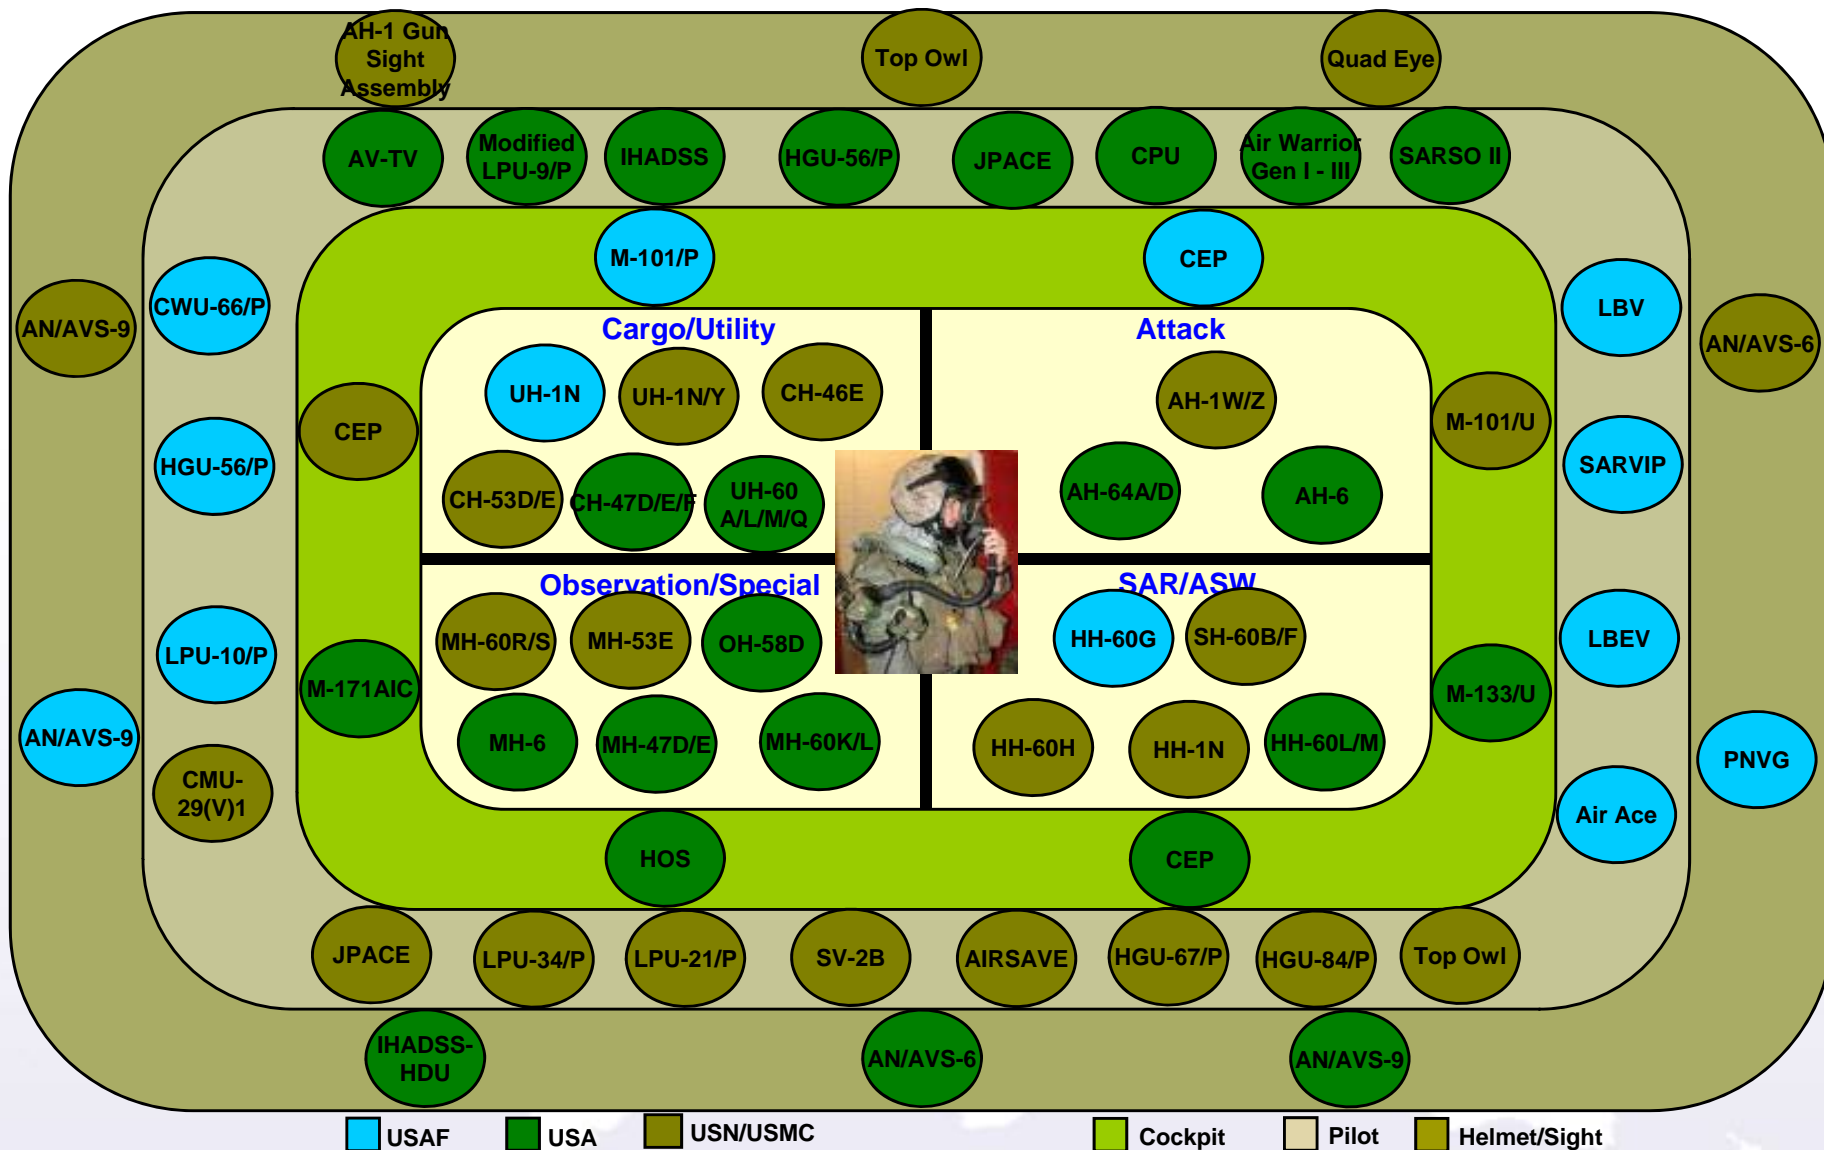 AH-1 Gun
Sight
Assembly
Top Owl
Quad Eye
AV-TV
Modified
LPU-9/P
IHADSS
HGU-56/P
JPACE
CPU
Air Warrior
Gen I - III
SARSO II
M-101/P
CEP
CWU-66/P
LBV
AN/AVS-9
AN/AVS-6
Cargo/Utility
Attack
UH-1N
UH-1N/Y
CH-46E
AH-1W/Z
CEP
M-101/U
HGU-56/P
SARVIP
CH-53D/E
CH-47D/E/F
UH-60
A/L/M/Q
AH-64A/D
AH-6
Observation/Special
SAR/ASW
MH-60R/S
MH-53E
OH-58D
HH-60G
SH-60B/F
LPU-10/P
LBEV
M-171AIC
M-133/U
MH-6
MH-47D/E
MH-60K/L
HH-60H
HH-1N
HH-60L/M
AN/AVS-9
PNVG
CMU-
29(V)1
Air Ace
HOS
CEP
JPACE
LPU-34/P
LPU-21/P
SV-2B
AIRSAVE
HGU-67/P
HGU-84/P
Top Owl
IHADSS-
HDU
AN/AVS-6
AN/AVS-9
USAF
USA
USN/USMC
Cockpit
Pilot
Helmet/Sight